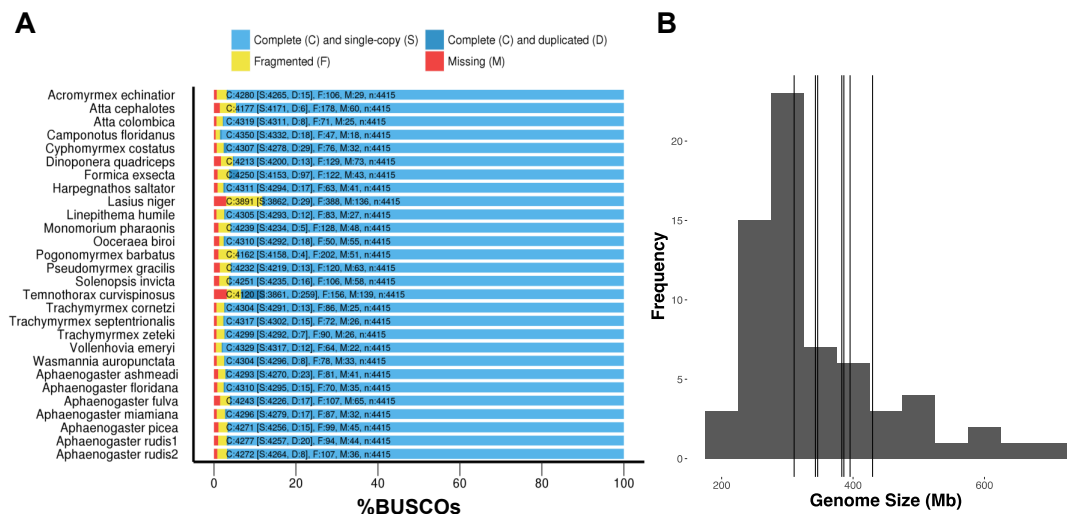 A
B
Complete (C) and single-copy (S)
Complete (C) and duplicated (D)
Fragmented (F)
Missing (M)
Acromyrmex echinatior C:4280 [S:4265, D:15], F:106, M:29, n:4415
Atta cephalotes C:4177 [S:4171, D:6], F:178, M:60, n:4415
Atta colombica C:4319 [S:4311, D:8], F:71, M:25, n:4415
Camponotus floridanus C:4350 [S:4332, D:18], F:47, M:18, n:4415
Cyphomyrmex costatus C:4307 [S:4278, D:29], F:76, M:32, n:4415
Dinoponera quadriceps C:4213 [S:4200, D:13], F:129, M:73, n:4415
Formica exsecta C:4250 [S:4153, D:97], F:122, M:43, n:4415
Harpegnathos saltator C:4311 [S:4294, D:17], F:63, M:41, n:4415
Lasius niger C:3891 [S:3862, D:29], F:388, M:136, n:4415
Linepithema humile C:4305 [S:4293, D:12], F:83, M:27, n:4415
Monomorium pharaonis C:4239 [S:4234, D:5], F:128, M:48, n:4415
Ooceraea biroi C:4310 [S:4292, D:18], F:50, M:55, n:4415
Pogonomyrmex barbatus C:4162 [S:4158, D:4], F:202, M:51, n:4415
Pseudomyrmex gracilis C:4232 [S:4219, D:13], F:120, M:63, n:4415
Solenopsis invicta C:4251 [S:4235, D:16], F:106, M:58, n:4415
Temnothorax curvispinosus C:4120 [S:3861, D:259], F:156, M:139, n:4415
Trachymyrmex cornetzi C:4304 [S:4291, D:13], F:86, M:25, n:4415
Trachymyrmex septentrionalis C:4317 [S:4302, D:15], F:72, M:26, n:4415
Trachymyrmex zeteki C:4299 [S:4292, D:7], F:90, M:26, n:4415
Vollenhovia emeryi C:4329 [S:4317, D:12], F:64, M:22, n:4415
Wasmannia auropunctata C:4304 [S:4296, D:8], F:78, M:33, n:4415
Aphaenogaster ashmeadi C:4293 [S:4270, D:23], F:81, M:41, n:4415
Aphaenogaster floridana C:4310 [S:4295, D:15], F:70, M:35, n:4415
Aphaenogaster fulva C:4243 [S:4226, D:17], F:107, M:65, n:4415
Aphaenogaster miamiana C:4296 [S:4279, D:17], F:87, M:32, n:4415
Aphaenogaster picea C:4271 [S:4256, D:15], F:99, M:45, n:4415
Aphaenogaster rudis1 C:4277 [S:4257, D:20], F:94, M:44, n:4415
Aphaenogaster rudis2 C:4272 [S:4264, D:8], F:107, M:36, n:4415
0 20 40 60 80 100
%BUSCOs
Frequency
20
15
10
5
0
200 400 600
Genome Size (Mb)